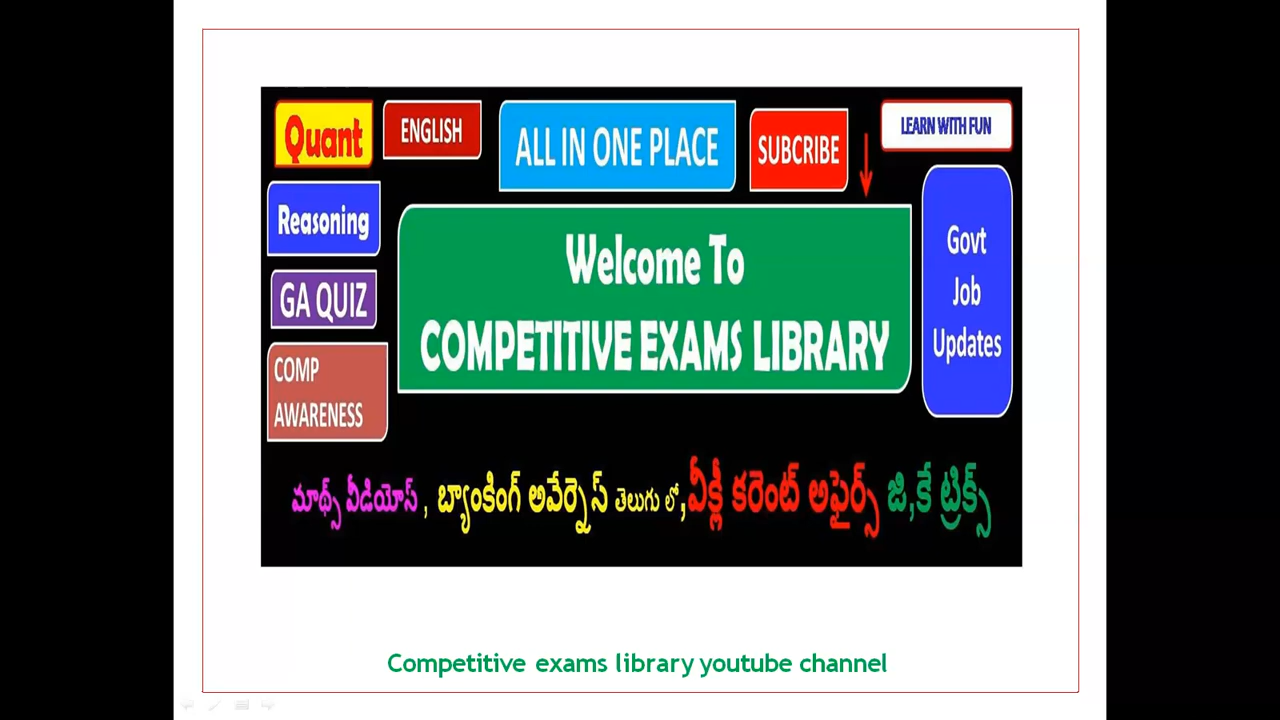 Quant
ENGLISH
ALL IN ONE PLACE
SUBCRIBE
LEARN WITH FUN
Reasoning
GA QUIZ
COMP
AWARENESS
Welcome To
COMPETITIVE EXAMS LIBRARY
Govt
Job
Updates
మాథ్స్ వీడియోస్ , బ్యాంకింగ్ అవేర్నెస్ తెలుగు లో,వీక్లీ కరెంట్ అఫైర్స్ జి,కే ట్రిక్స్
Competitive exams library youtube channel